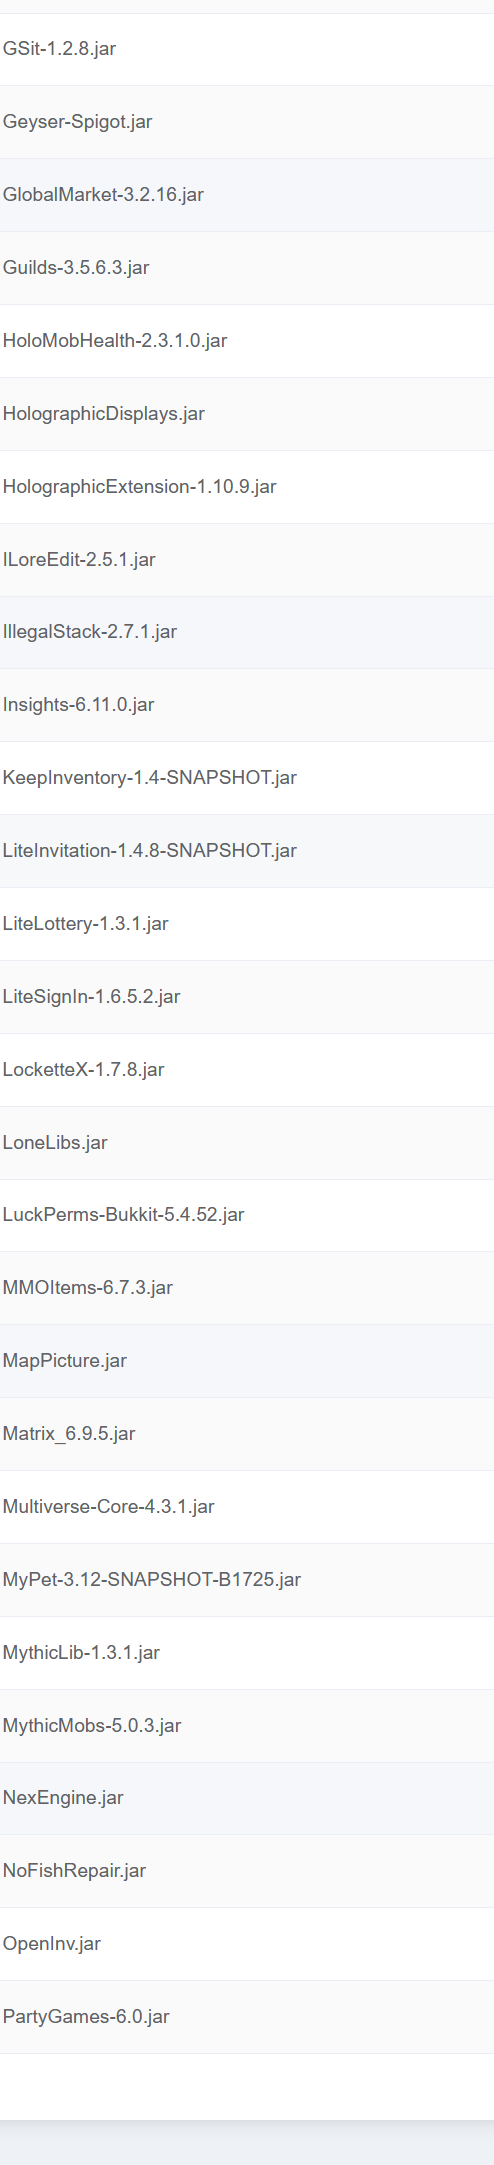 GSit-1.2.8.jar
Geyser-Spigot.jar
GlobalMarket-3.2.16.jar
Guilds-3.5.6.3.jar
HoloMobHealth-2.3.1.0.jar
HolographicDisplays.jar
HolographicExtension-1.10.9.jar
ILoreEdit-2.5.1.jar
IllegalStack-2.7.1.jar
Insights-6.11.0.jar
KeepInventory-1.4-SNAPSHOT.jar
LiteInvitation-1.4.8-SNAPSHOT.jar
LiteLottery-1.3.1.jar
LiteSignIn-1.6.5.2.jar
LocketteX-1.7.8.jar
LoneLibs.jar
LuckPerms-Bukkit-5.4.52.jar
MMOItems-6.7.3.jar
MapPicture.jar
Matrix_6.9.5.jar
Multiverse-Core-4.3.1.jar
MyPet-3.12-SNAPSHOT-B1725.jar
MythicLib-1.3.1.jar
MythicMobs-5.0.3.jar
NexEngine.jar
NoFishRepair.jar
OpenInv.jar
PartyGames-6.0.jar